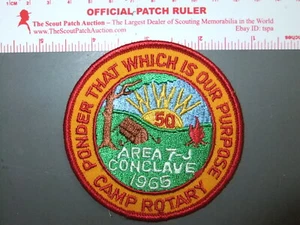 OFFICIAL-PATCH RULER
The Scout Patch Auction - Largest Dealer of Scouting Memorabilia in the World
www.TheScoutPatchAuction.com
Ebay ID: tspa
PONDER THAT WHICH IS OUR PURPOSE
WWW
50
AREA 7-J
CONCLAVE
1965
CAMP ROTARY